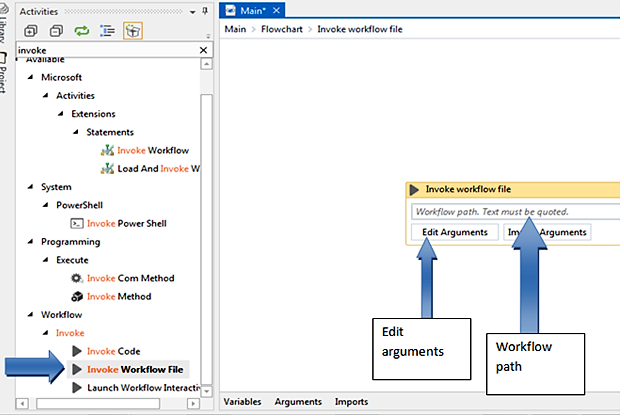 Activities
Main*
Library
Project
invoke
Main > Flowchart > Invoke workflow file
Available
Microsoft
Activities
Extensions
Statements
Invoke Workflow
Load And Invoke W
System
PowerShell
Invoke Power Shell
Programming
Execute
Invoke Com Method
Invoke Method
Workflow
Invoke
Invoke Code
Invoke Workflow File
Launch Workflow Interactiv
Invoke workflow file
Workflow path. Text must be quoted.
Edit Arguments
Arguments
Edit
arguments
Workflow
path
Variables Arguments Imports